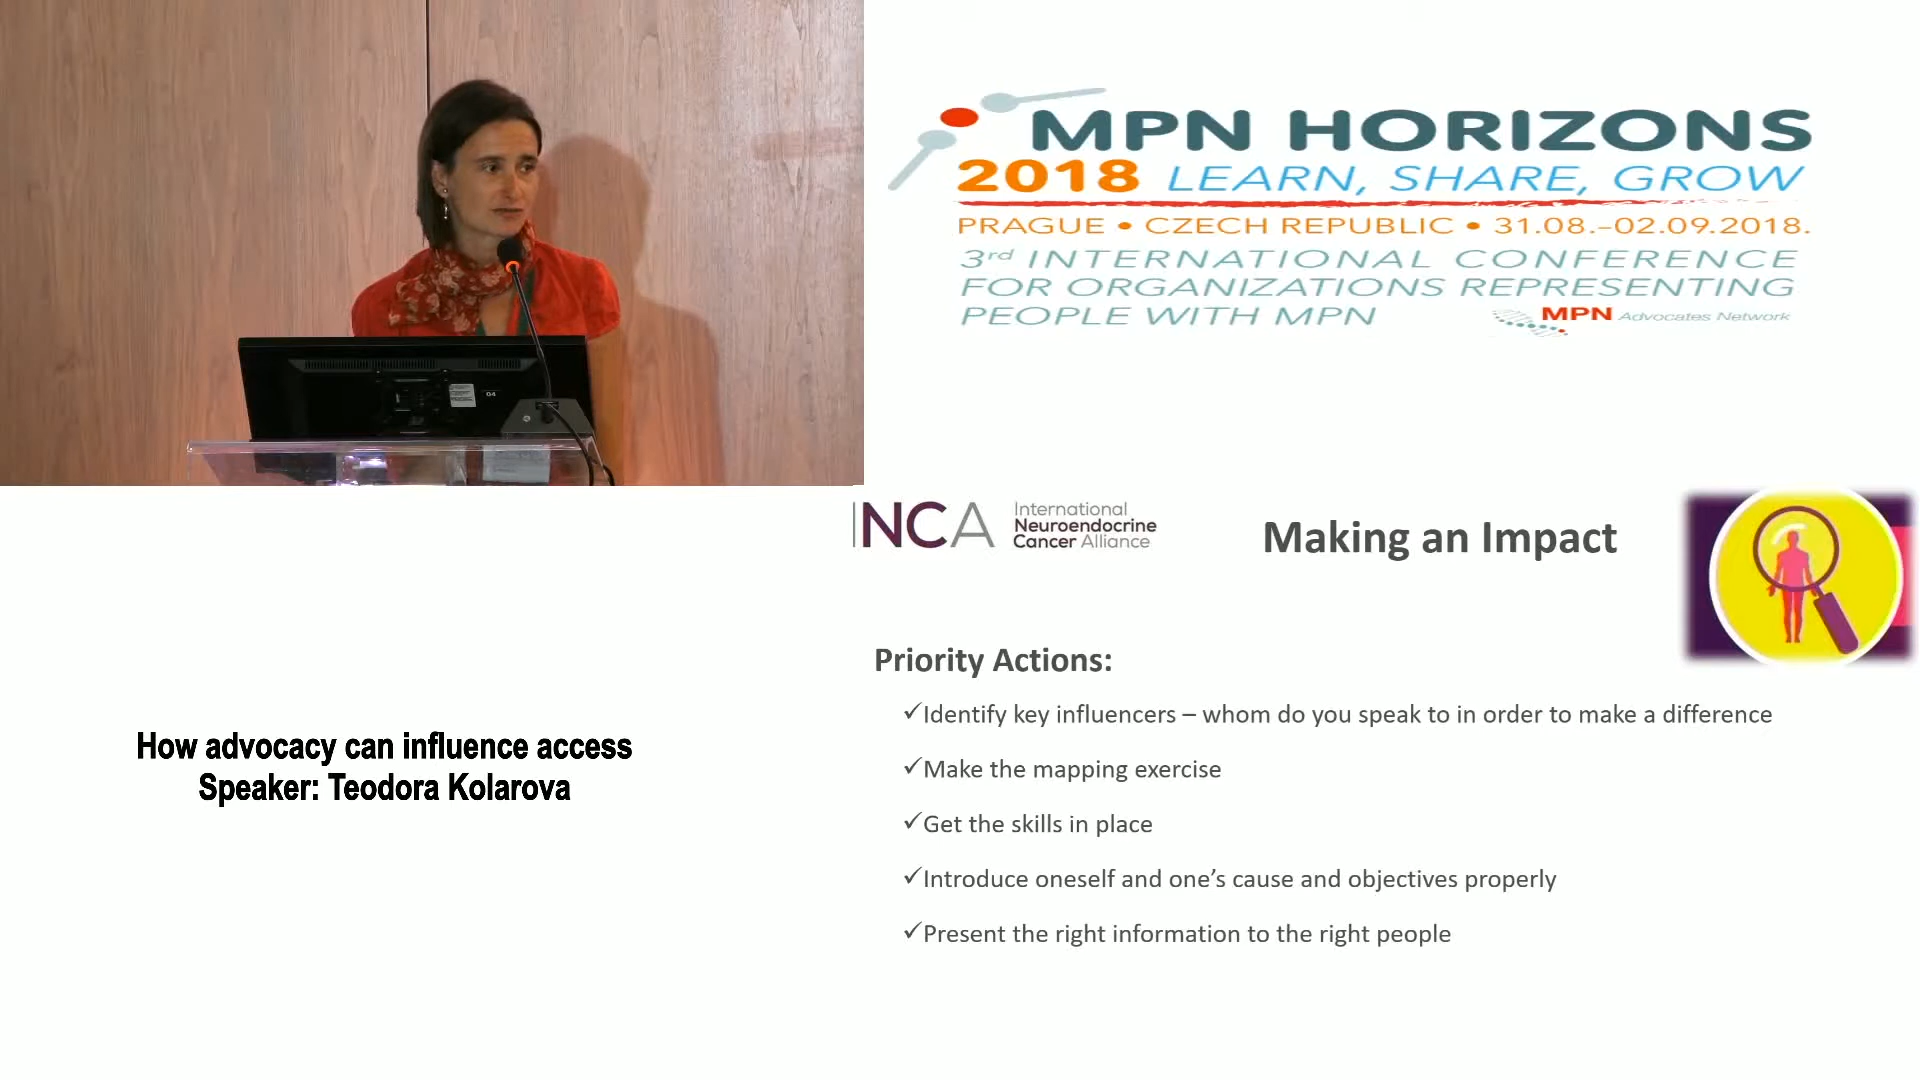 MPN HORIZONS
2018 LEARN, SHARE, GROW
PRAGUE • CZECH REPUBLIC • 31.08.–02.09.2018.
3rd INTERNATIONAL CONFERENCE
FOR ORGANIZATIONS REPRESENTING
PEOPLE WITH MPN
MPN Advocates Network
INCA International
Neuroendocrine
Cancer Alliance
Making an Impact
Priority Actions:
✓Identify key influencers – whom do you speak to in order to make a difference
✓Make the mapping exercise
✓Get the skills in place
✓Introduce oneself and one’s cause and objectives properly
✓Present the right information to the right people
How advocacy can influence access
Speaker: Teodora Kolarova